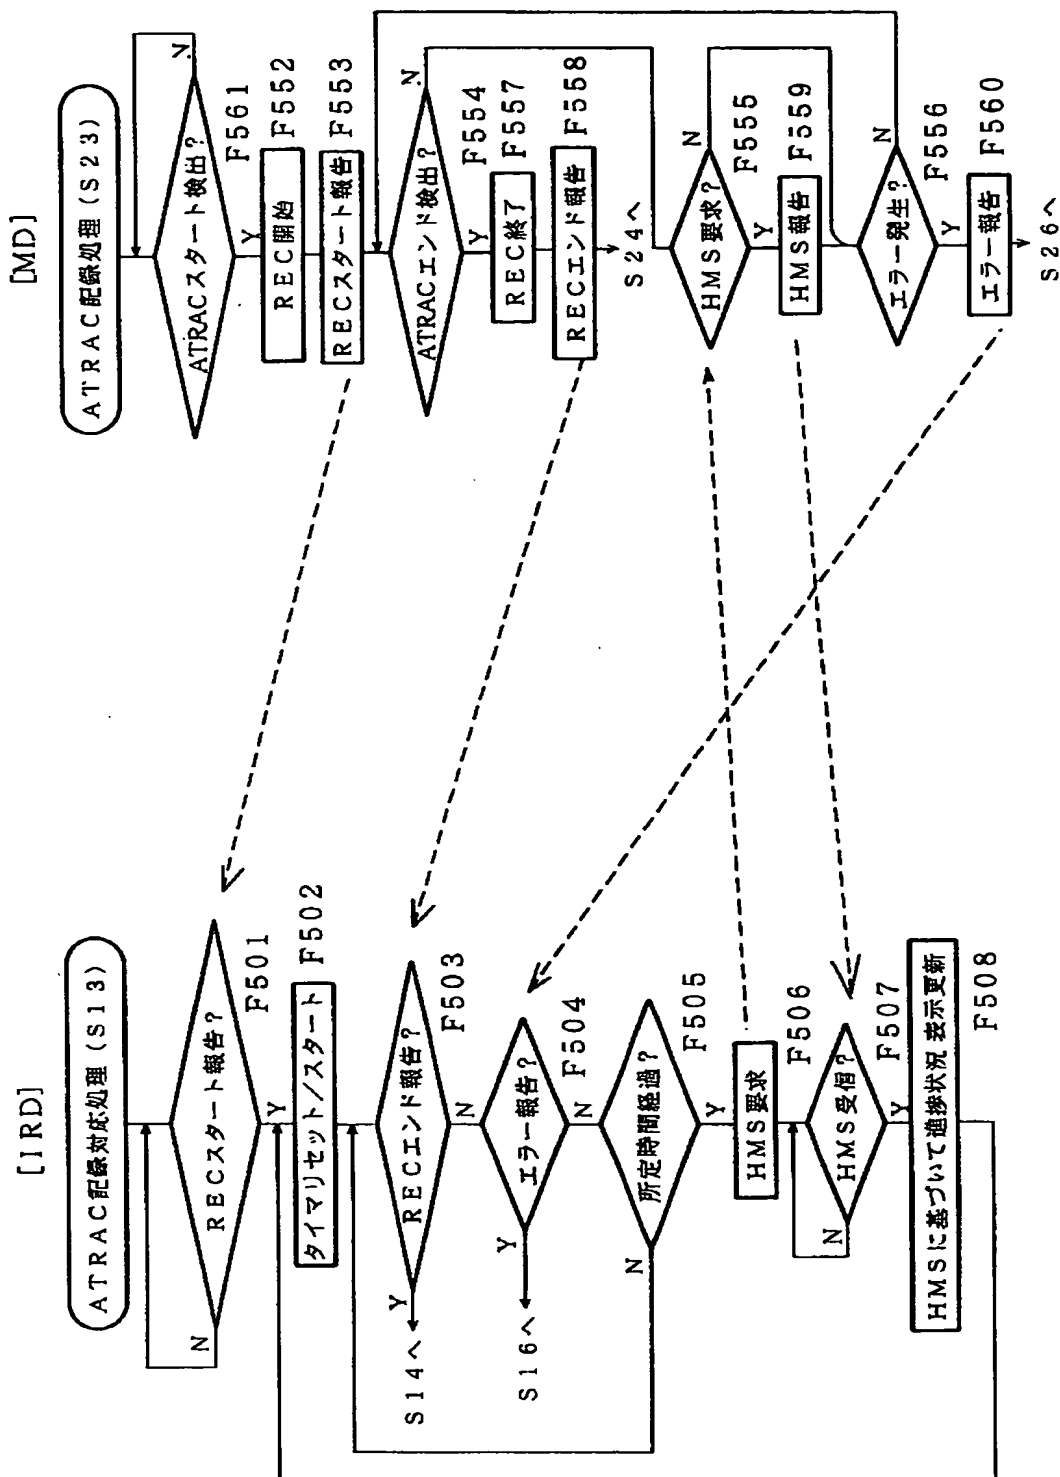 [IRD]
ATRAC記録対応処理(S13)
RECスタート報告?
N
F501
Y
タイマリセット/スタート
F502
RECエンド報告?
F503
Y
S14へ
N
エラー報告?
F504
Y
S16へ
N
所定時間経過?
F505
N
Y
HMS要求
F506
HMS受信?
F507
N
Y
HMSに基づいて進捗状況 表示更新
F508
[MD]
ATRAC記録処理(S23)
ATRACスタート検出?
N
F561
Y
REC開始
F552
RECスタート報告
F553
ATRACエンド検出?
N
F554
Y
REC終了
F557
RECエンド報告
F558
S24へ
HMS要求?
N
F555
Y
HMS報告
F559
エラー発生?
N
F556
Y
エラー報告
F560
S26へ